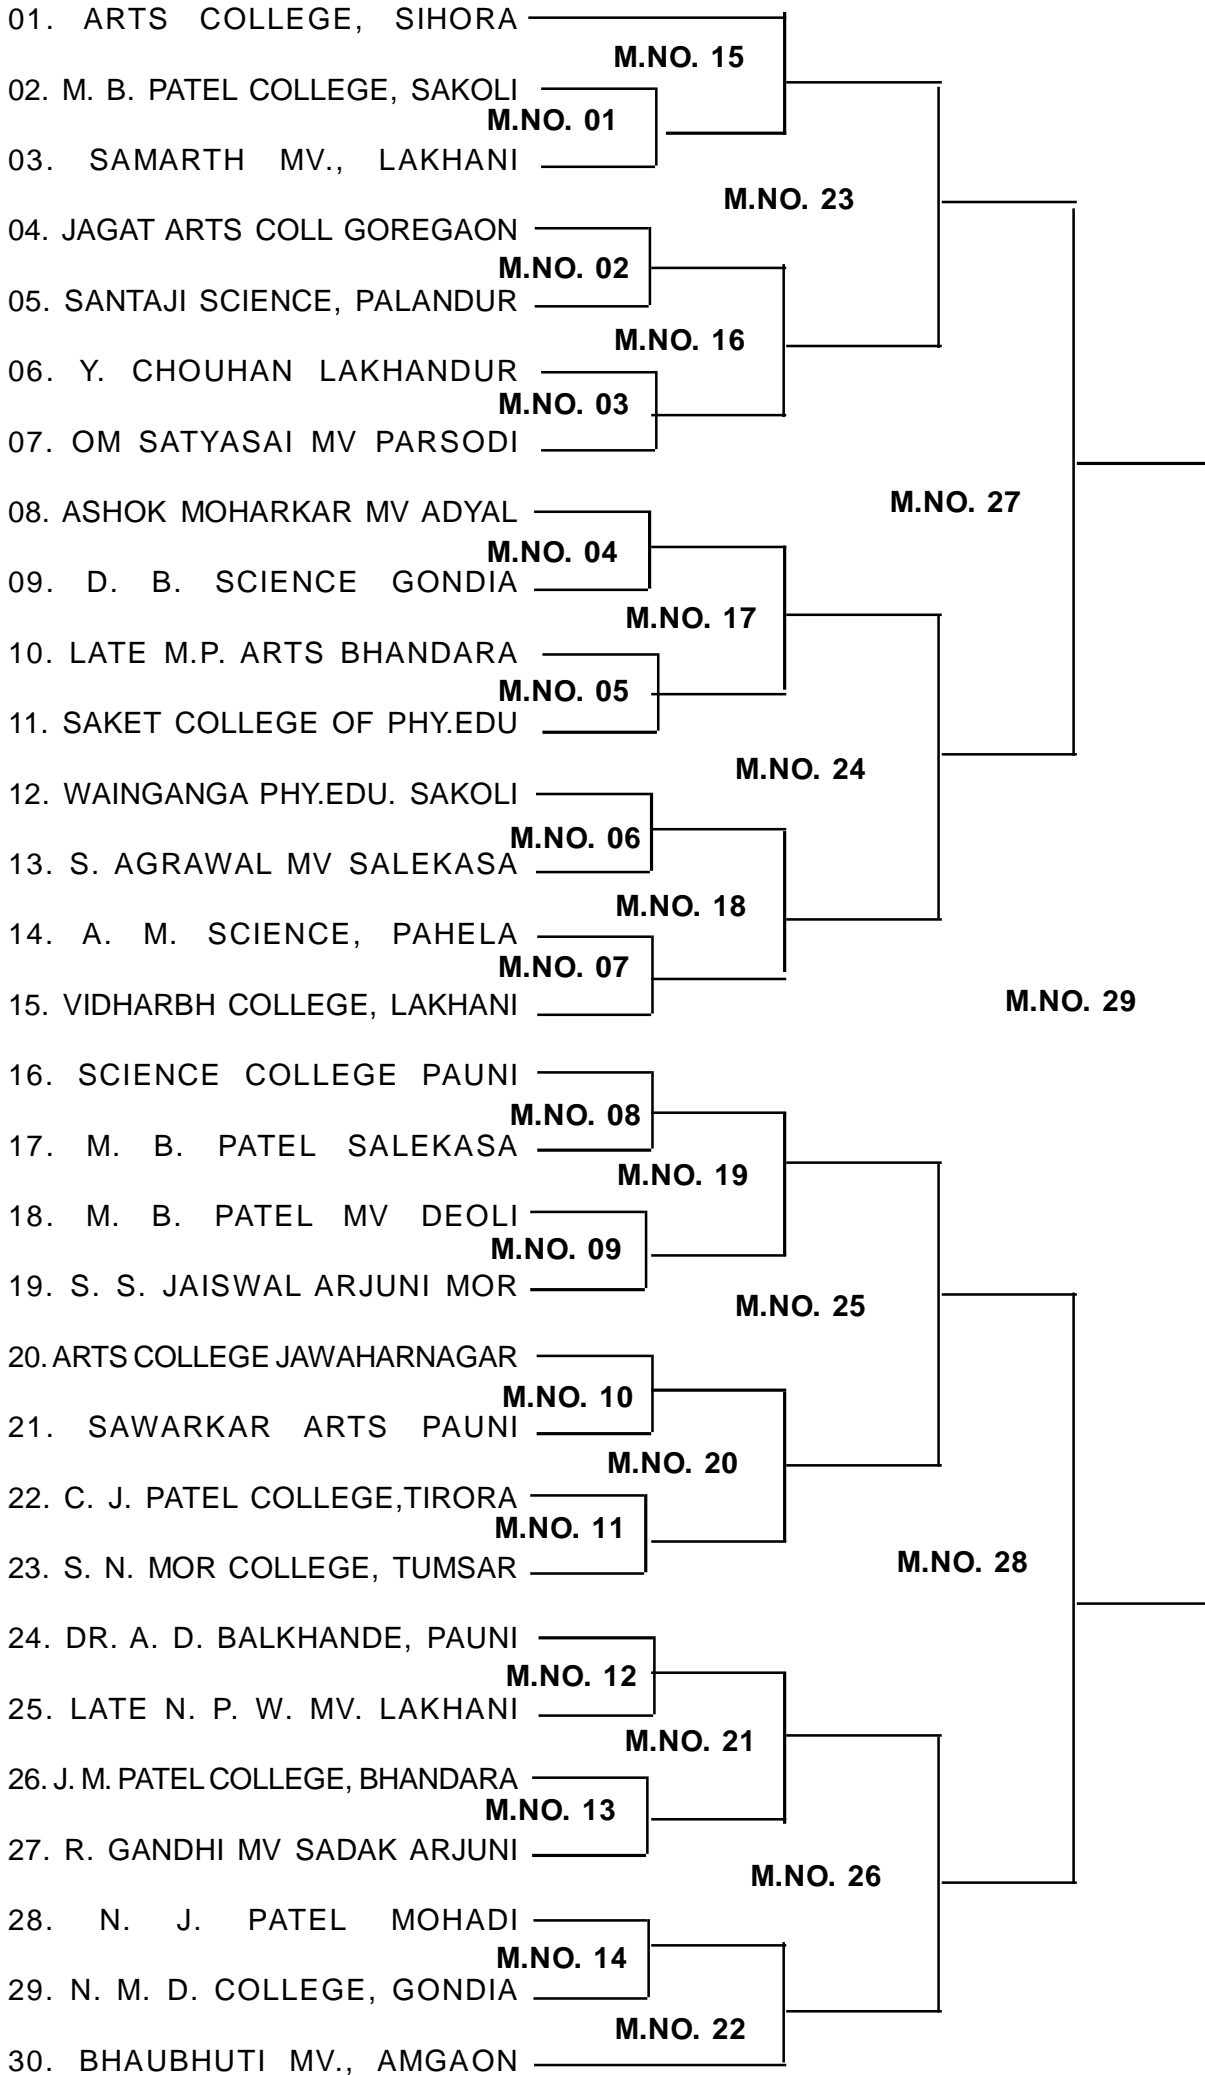 01. ARTS COLLEGE, SIHORA
M.NO. 15
02. M. B. PATEL COLLEGE, SAKOLI
M.NO. 01
03. SAMARTH MV., LAKHANI
M.NO. 23
04. JAGAT ARTS COLL GOREGAON
M.NO. 02
05. SANTAJI SCIENCE, PALANDUR
M.NO. 16
06. Y. CHOUHAN LAKHANDUR
M.NO. 03
07. OM SATYASAI MV PARSODI
M.NO. 27
08. ASHOK MOHARKAR MV ADYAL
M.NO. 04
09. D. B. SCIENCE GONDIA
M.NO. 17
10. LATE M.P. ARTS BHANDARA
M.NO. 05
11. SAKET COLLEGE OF PHY.EDU
M.NO. 24
12. WAINGANGA PHY.EDU. SAKOLI
M.NO. 06
13. S. AGRAWAL MV SALEKASA
M.NO. 18
14. A. M. SCIENCE, PAHELA
M.NO. 07
15. VIDHARBH COLLEGE, LAKHANI
M.NO. 29
16. SCIENCE COLLEGE PAUNI
M.NO. 08
17. M. B. PATEL SALEKASA
M.NO. 19
18. M. B. PATEL MV DEOLI
M.NO. 09
19. S. S. JAISWAL ARJUNI MOR
M.NO. 25
20. ARTS COLLEGE JAWAHARNAGAR
M.NO. 10
21. SAWARKAR ARTS PAUNI
M.NO. 20
22. C. J. PATEL COLLEGE,TIRORA
M.NO. 11
23. S. N. MOR COLLEGE, TUMSAR
M.NO. 28
24. DR. A. D. BALKHANDE, PAUNI
M.NO. 12
25. LATE N. P. W. MV. LAKHANI
M.NO. 21
26. J. M. PATEL COLLEGE, BHANDARA
M.NO. 13
27. R. GANDHI MV SADAK ARJUNI
M.NO. 26
28. N. J. PATEL MOHADI
M.NO. 14
29. N. M. D. COLLEGE, GONDIA
M.NO. 22
30. BHAUBHUTI MV., AMGAON